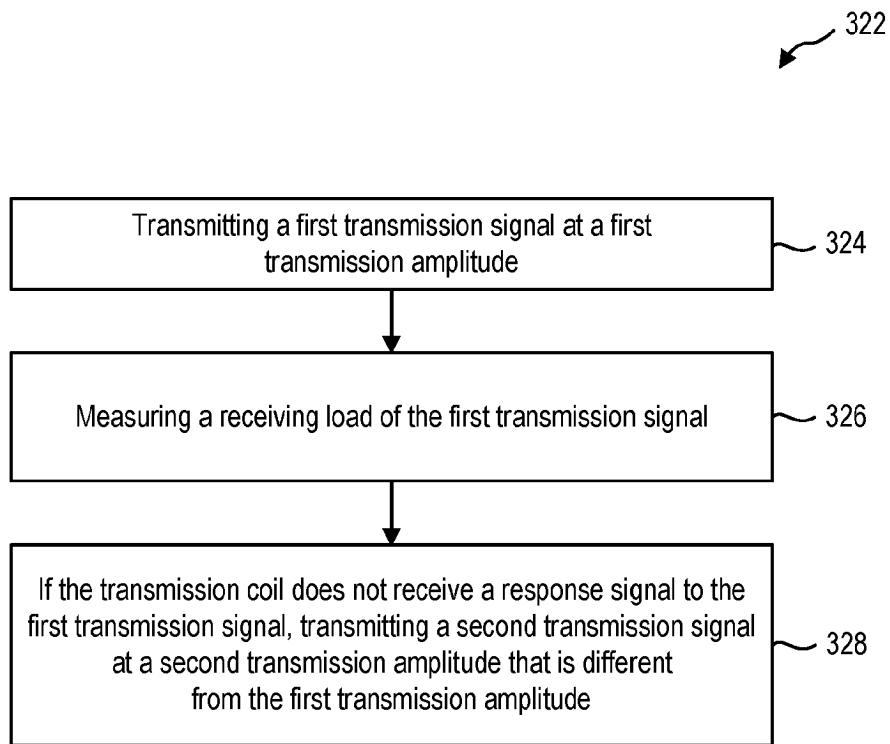 322
Transmitting a first transmission signal at a first
transmission amplitude
324
Measuring a receiving load of the first transmission signal
326
If the transmission coil does not receive a response signal to the
first transmission signal, transmitting a second transmission signal
at a second transmission amplitude that is different
from the first transmission amplitude
328